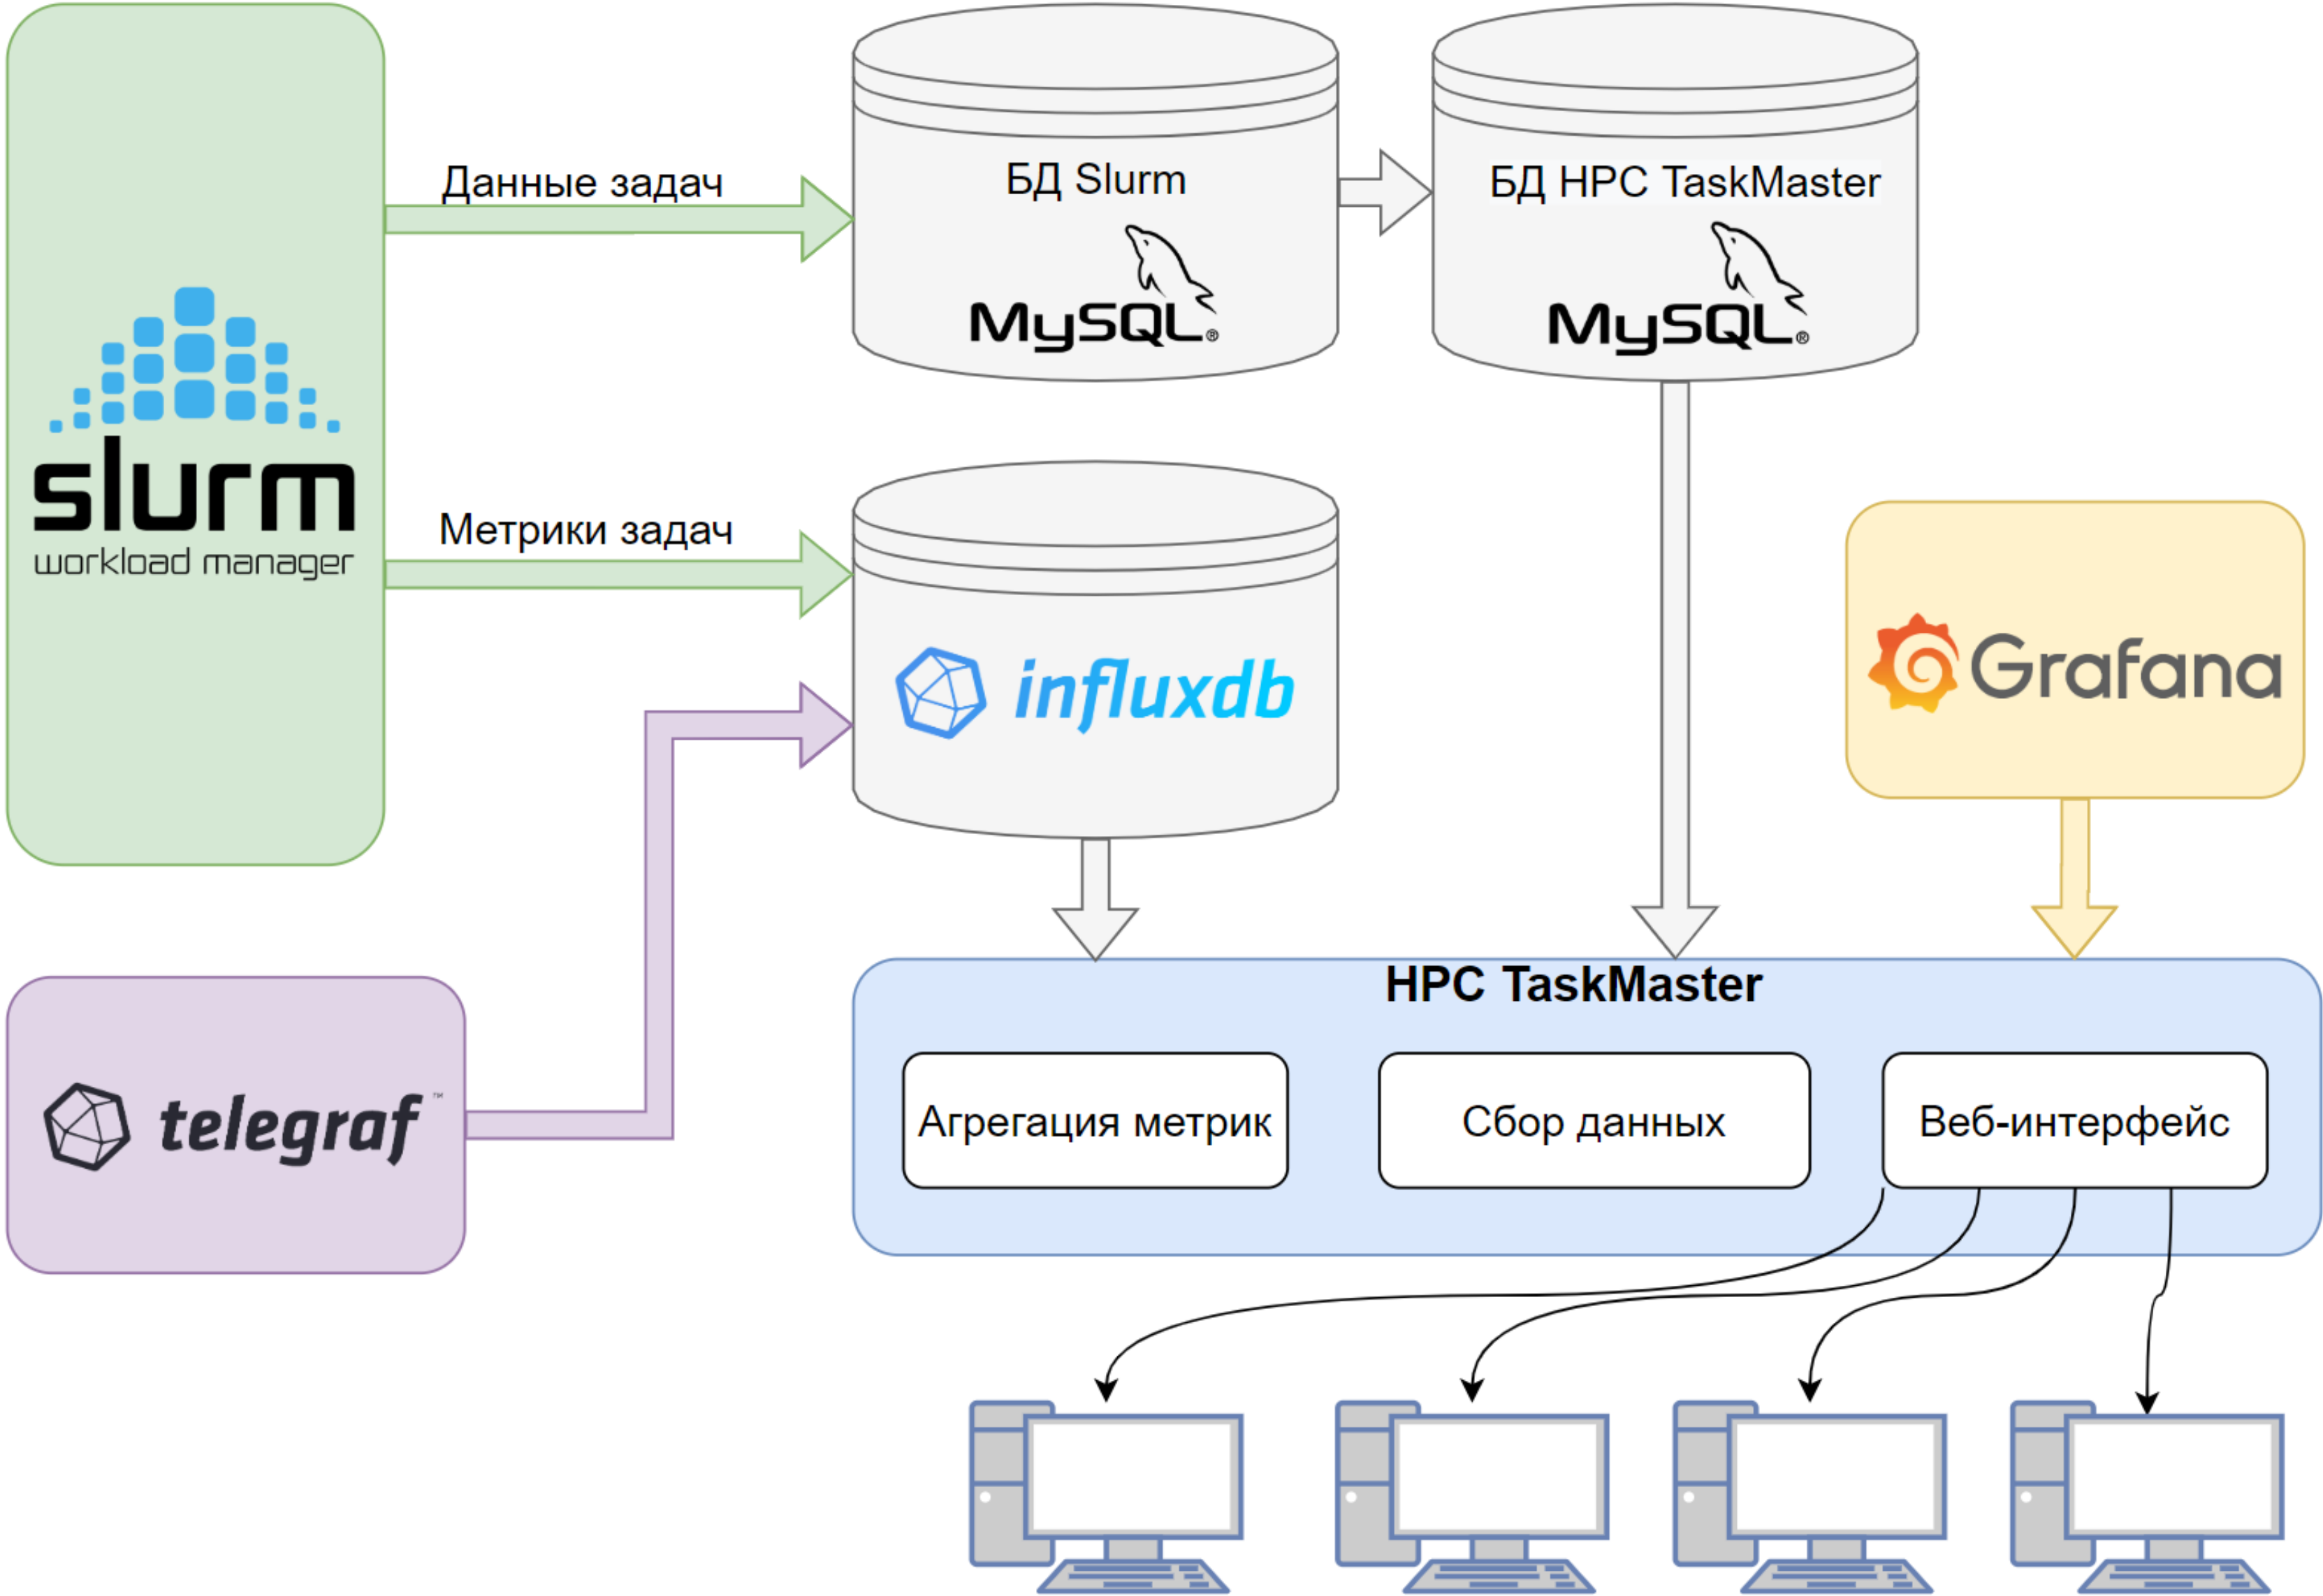 Данные задач
БД Slurm
MySQL®
БД HPC TaskMaster
MySQL®
slurm
workload manager
Метрики задач
influxdb
Grafana
telegraf™
HPC TaskMaster
Агрегация метрик
Сбор данных
Веб-интерфейс